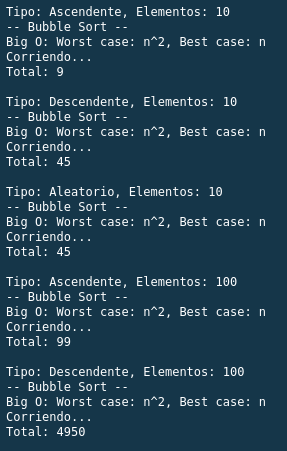 Tipo: Ascendente, Elementos: 10
-- Bubble Sort --
Big O: Worst case: n^2, Best case: n
Corriendo...
Total: 9

Tipo: Descendente, Elementos: 10
-- Bubble Sort --
Big O: Worst case: n^2, Best case: n
Corriendo...
Total: 45

Tipo: Aleatorio, Elementos: 10
-- Bubble Sort --
Big O: Worst case: n^2, Best case: n
Corriendo...
Total: 45

Tipo: Ascendente, Elementos: 100
-- Bubble Sort --
Big O: Worst case: n^2, Best case: n
Corriendo...
Total: 99

Tipo: Descendente, Elementos: 100
-- Bubble Sort --
Big O: Worst case: n^2, Best case: n
Corriendo...
Total: 4950